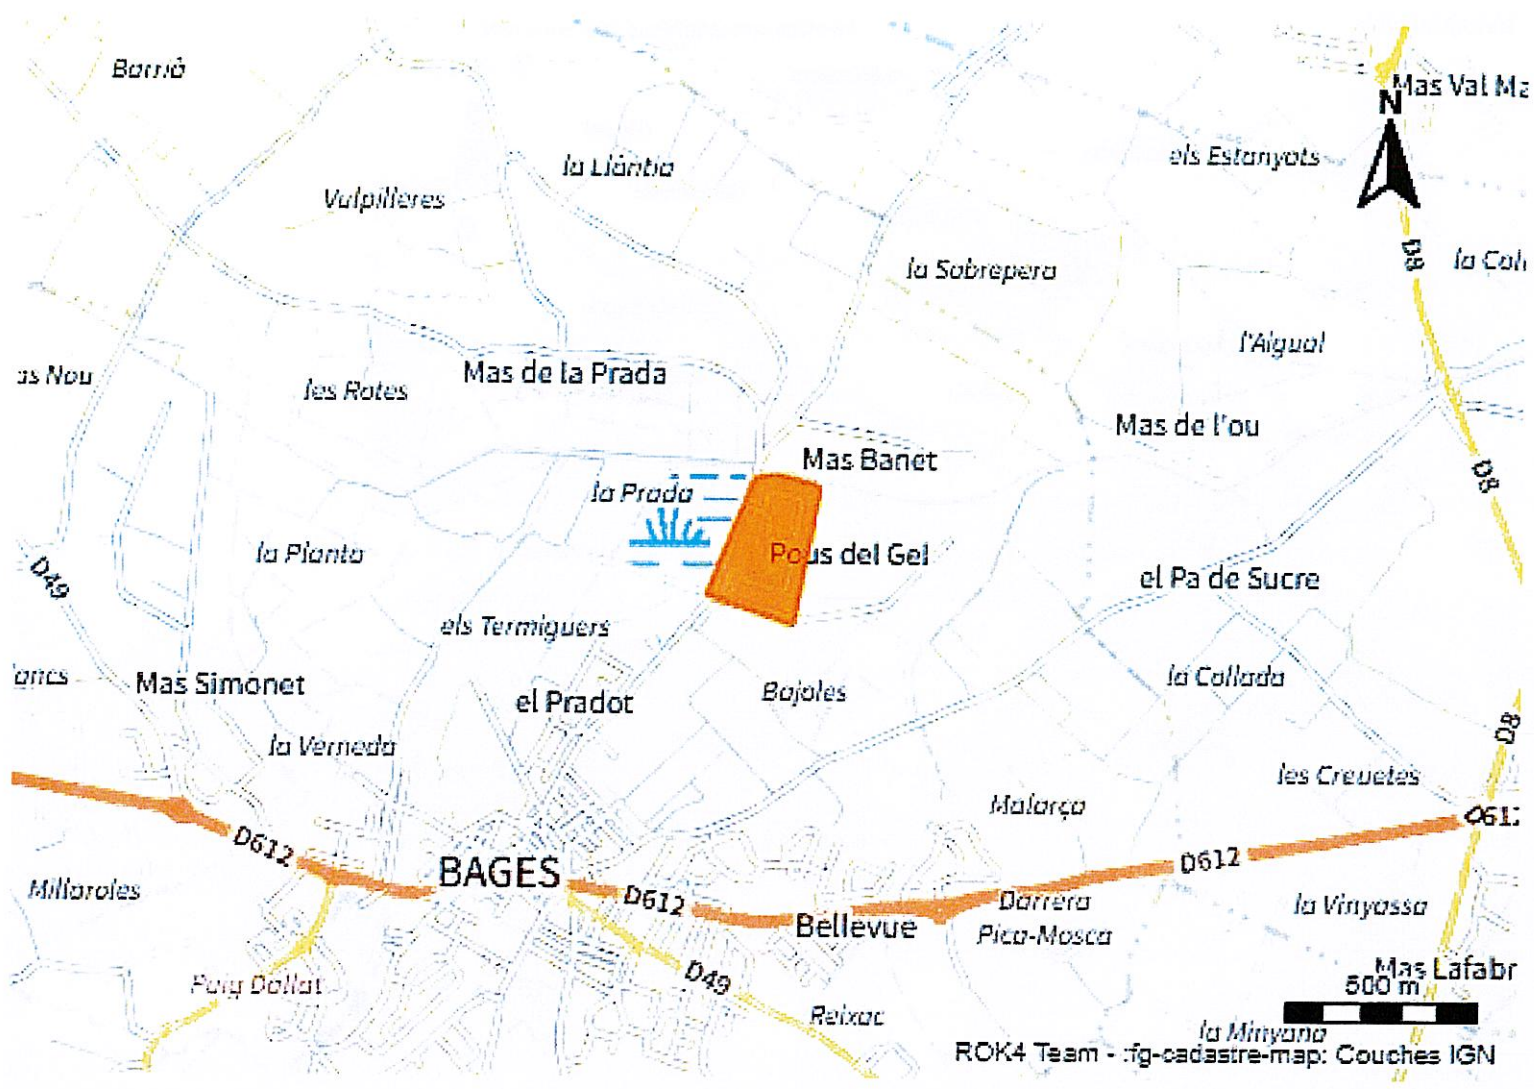 Barrià
Mas Val Ma
N
els Estanyots
la Llàntia
Vulpilleres
D8
la Sobrepera
l'Aigual
as Nou
les Rotes
Mas de la Prada
Mas de l'ou
Mas Banet
D8
la Prada
la Planta
Pous del Gel
D49
el Pa de Sucre
els Termiguers
ancs
Mas Simonet
la Collada
el Pradot
Bajoles
D8
la Verneda
les Creuetes
Malarça
D612
D612
D612
BAGES
Millaroles
D612
Darrera
Pica-Mosca
la Vinyassa
Bellevue
Mas Lafabr
D49
Puig Dallat
500 m
Reixac
la Minyana
ROK4 Team - :fg-cadastre-map: Couches IGN